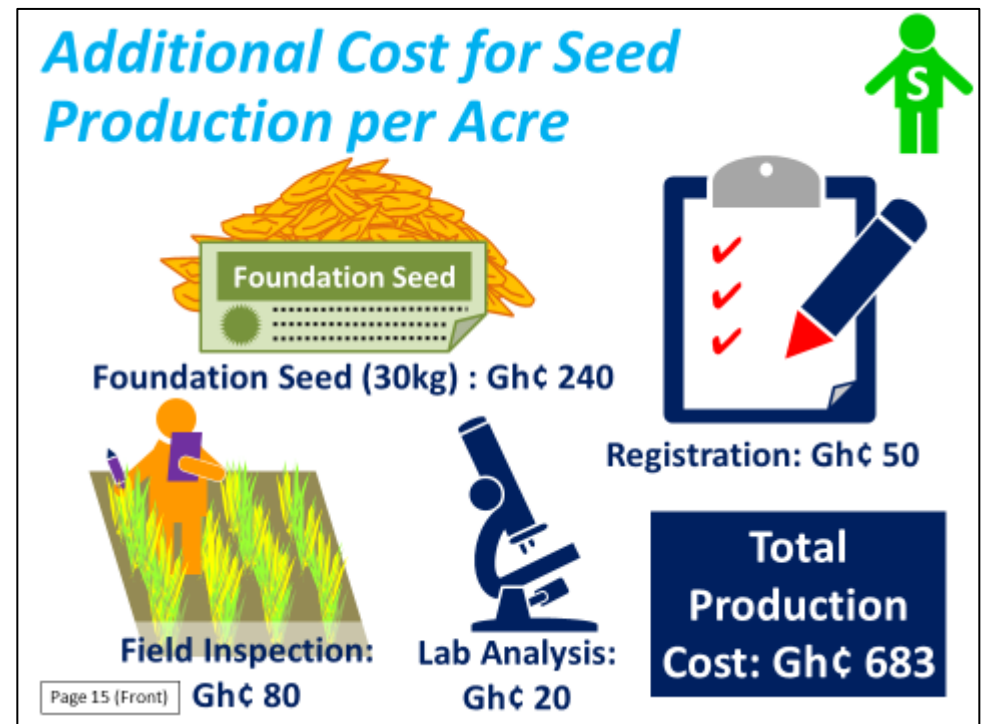 Additional Cost for Seed
Production per Acre
S
Foundation Seed
Foundation Seed (30kg) : Gh¢ 240
Registration: Gh¢ 50
Field Inspection:
Gh¢ 80
Lab Analysis:
Gh¢ 20
Total
Production
Cost: Gh¢ 683
Page 15 (Front)